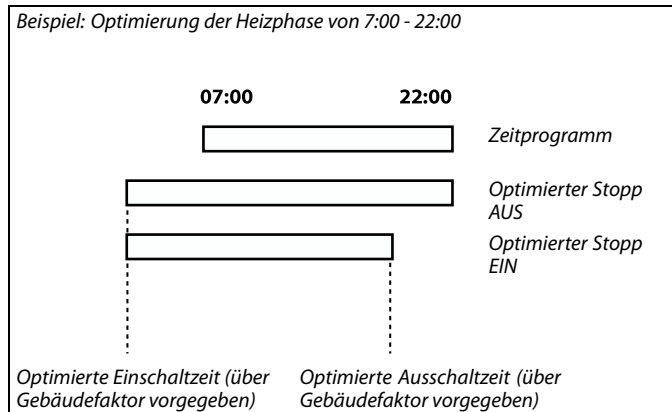 Beispiel: Optimierung der Heizphase von 7:00 - 22:00
07:00 22:00
Zeitprogramm
Optimierter Stopp
AUS
Optimierter Stopp
EIN
Optimierte Einschaltzeit (über
Gebäudefaktor vorgegeben)
Optimierte Ausschaltzeit (über
Gebäudefaktor vorgegeben)